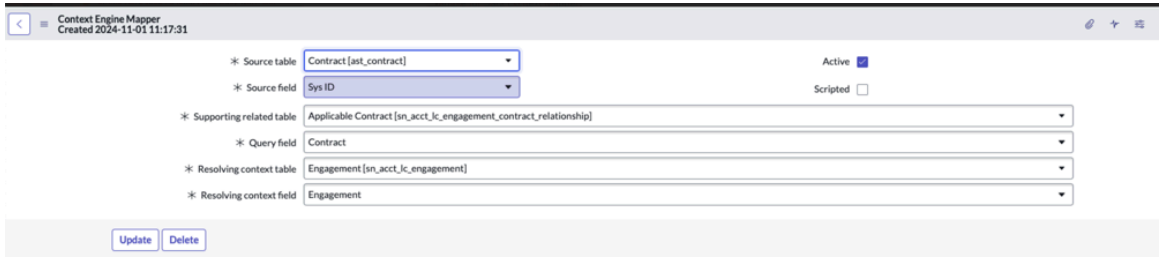 Context Engine Mapper
Created 2024-11-01 11:17:31
Source table Contract [ast_contract] Active
Source field Sys ID Scripted
Supporting related table Applicable Contract [sn_acct_lc_engagement_contract_relationship]
Query field Contract
Resolving context table Engagement [sn_acct_lc_engagement]
Resolving context field Engagement
Update Delete